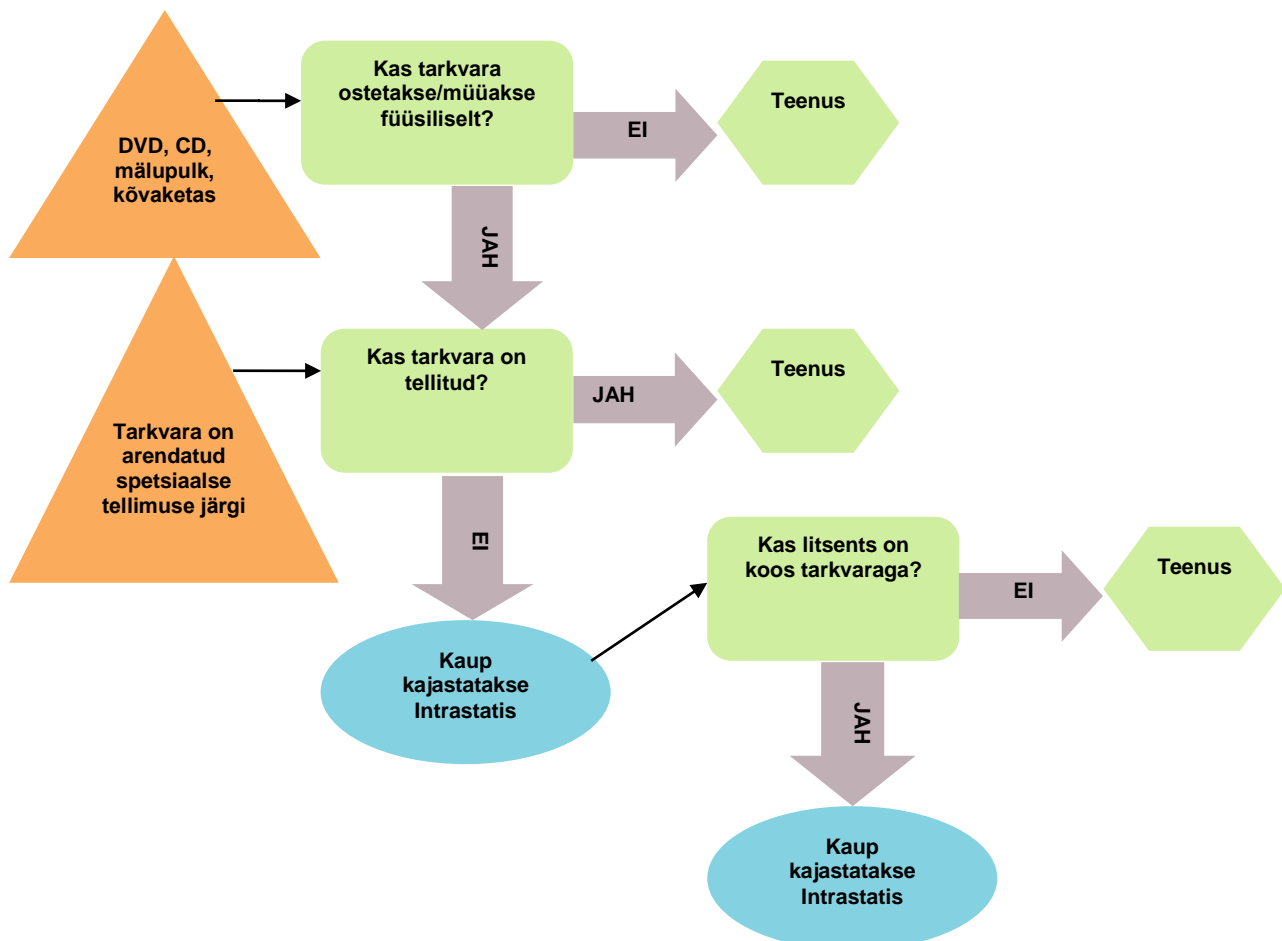 DVD, CD,
mälupulk,
kõvaketas
Kas tarkvara
ostetakse/müüakse
füüsiliselt?
EI
Teenus
JAH
Tarkvara on
arendatud
spetsiaalse
tellimuse järgi
Kas tarkvara on
tellitud?
JAH
Teenus
EI
Kaup
kajastatakse
Intrastatis
Kas litsents on
koos tarkvaraga?
EI
Teenus
JAH
Kaup
kajastatakse
Intrastatis